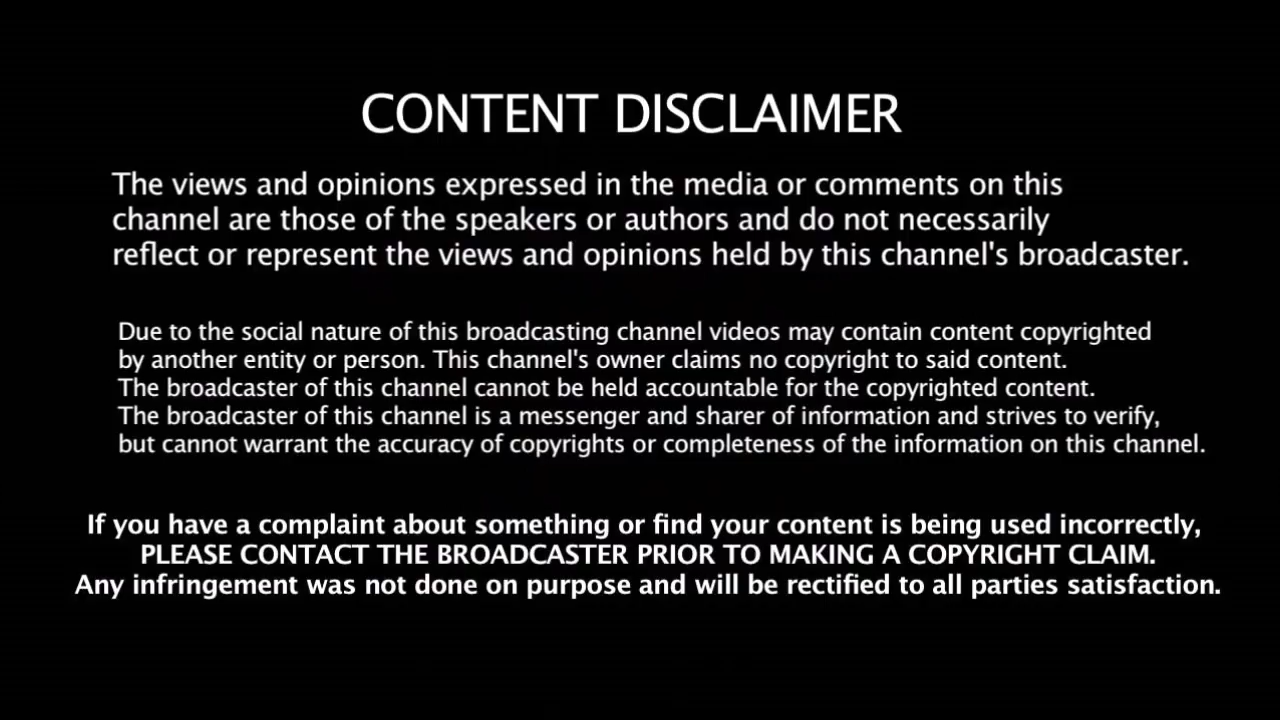 CONTENT DISCLAIMER
The views and opinions expressed in the media or comments on this
channel are those of the speakers or authors and do not necessarily
reflect or represent the views and opinions held by this channel's broadcaster.
Due to the social nature of this broadcasting channel videos may contain content copyrighted
by another entity or person. This channel's owner claims no copyright to said content.
The broadcaster of this channel cannot be held accountable for the copyrighted content.
The broadcaster of this channel is a messenger and sharer of information and strives to verify,
but cannot warrant the accuracy of copyrights or completeness of the information on this channel.
If you have a complaint about something or find your content is being used incorrectly,
PLEASE CONTACT THE BROADCASTER PRIOR TO MAKING A COPYRIGHT CLAIM.
Any infringement was not done on purpose and will be rectified to all parties satisfaction.